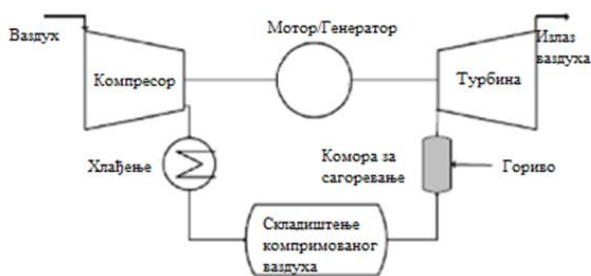 Ваздух
Мотор/Генератор
Излаз
ваздуха
Компресор
Турбина
Хлађење
Комора за
сагоревање
Гориво
Складиштење
компримованог
ваздуха